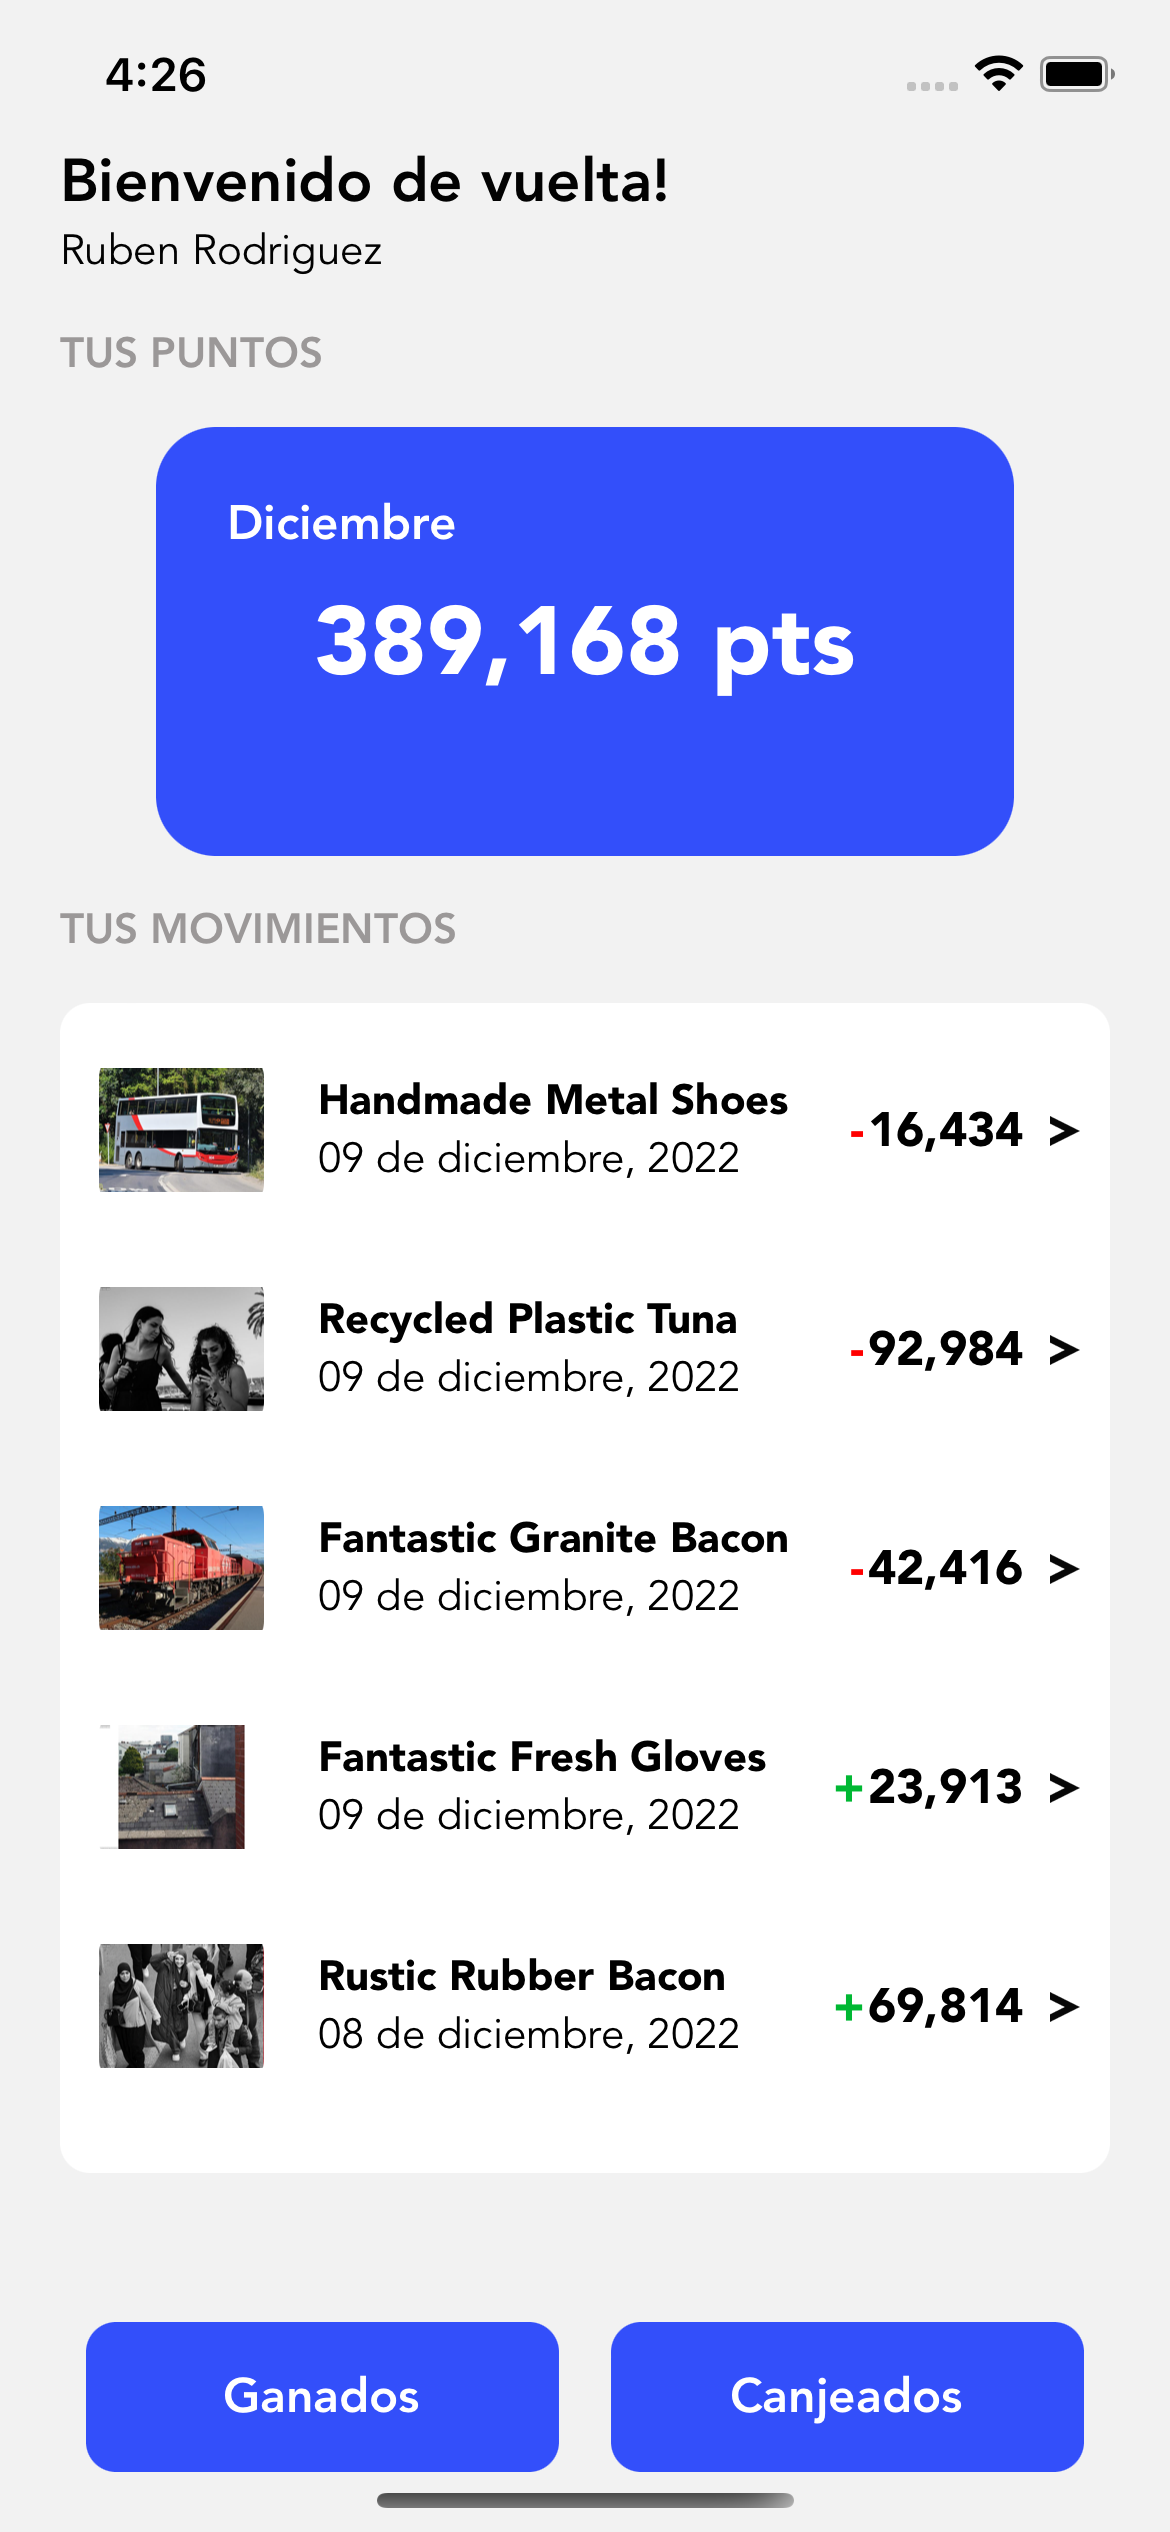 4:26
Bienvenido de vuelta!
Ruben Rodriguez
TUS PUNTOS
Diciembre
389,168 pts
TUS MOVIMIENTOS
Handmade Metal Shoes
09 de diciembre, 2022
-16,434 >
Recycled Plastic Tuna
09 de diciembre, 2022
-92,984 >
Fantastic Granite Bacon
09 de diciembre, 2022
-42,416 >
Fantastic Fresh Gloves
09 de diciembre, 2022
+23,913 >
Rustic Rubber Bacon
08 de diciembre, 2022
+69,814 >
Ganados
Canjeados